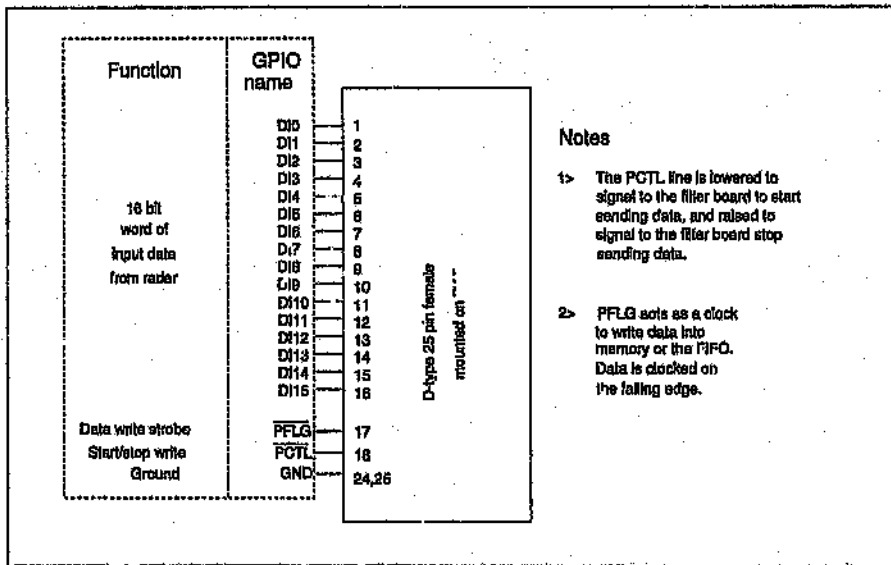 Function
GPIO
name
DI0 1
DI1 2
DI2 3
DI3 4
DI4 5
DI5 6
DI6 7
DI7 8
DI8 9
DI9 10
DI10 11
DI11 12
DI12 13
DI13 14
DI14 15
DI15 16
16 bit
word of
input data
from radar
Data write strobe PFLG 17
Start/stop write PCTL 18
Ground GND 24,25
D-type 25 pin female
mounted on
Notes
1> The PCTL line is lowered to
signal to the filter board to start
sending data, and raised to
signal to the filter board stop
sending data.
2> PFLG acts as a clock
to write data into
memory or the FIFO.
Data is clocked on
the falling edge.